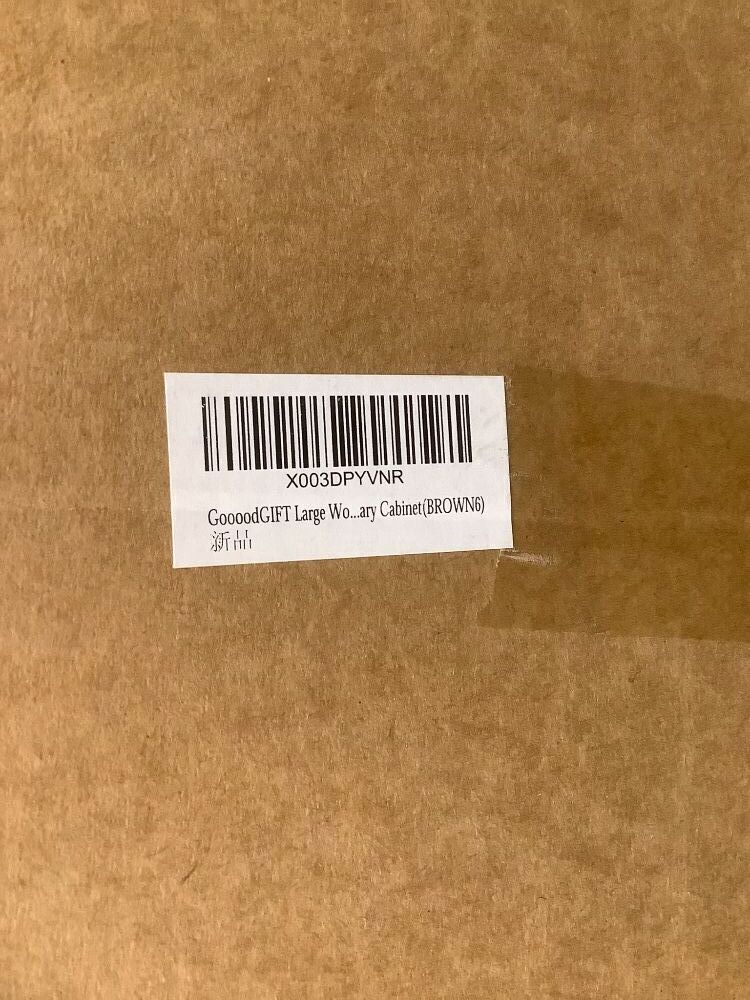 X003DPYVNR
GoooodGIFT Large Wo...ary Cabinet(BROWN6)
新品